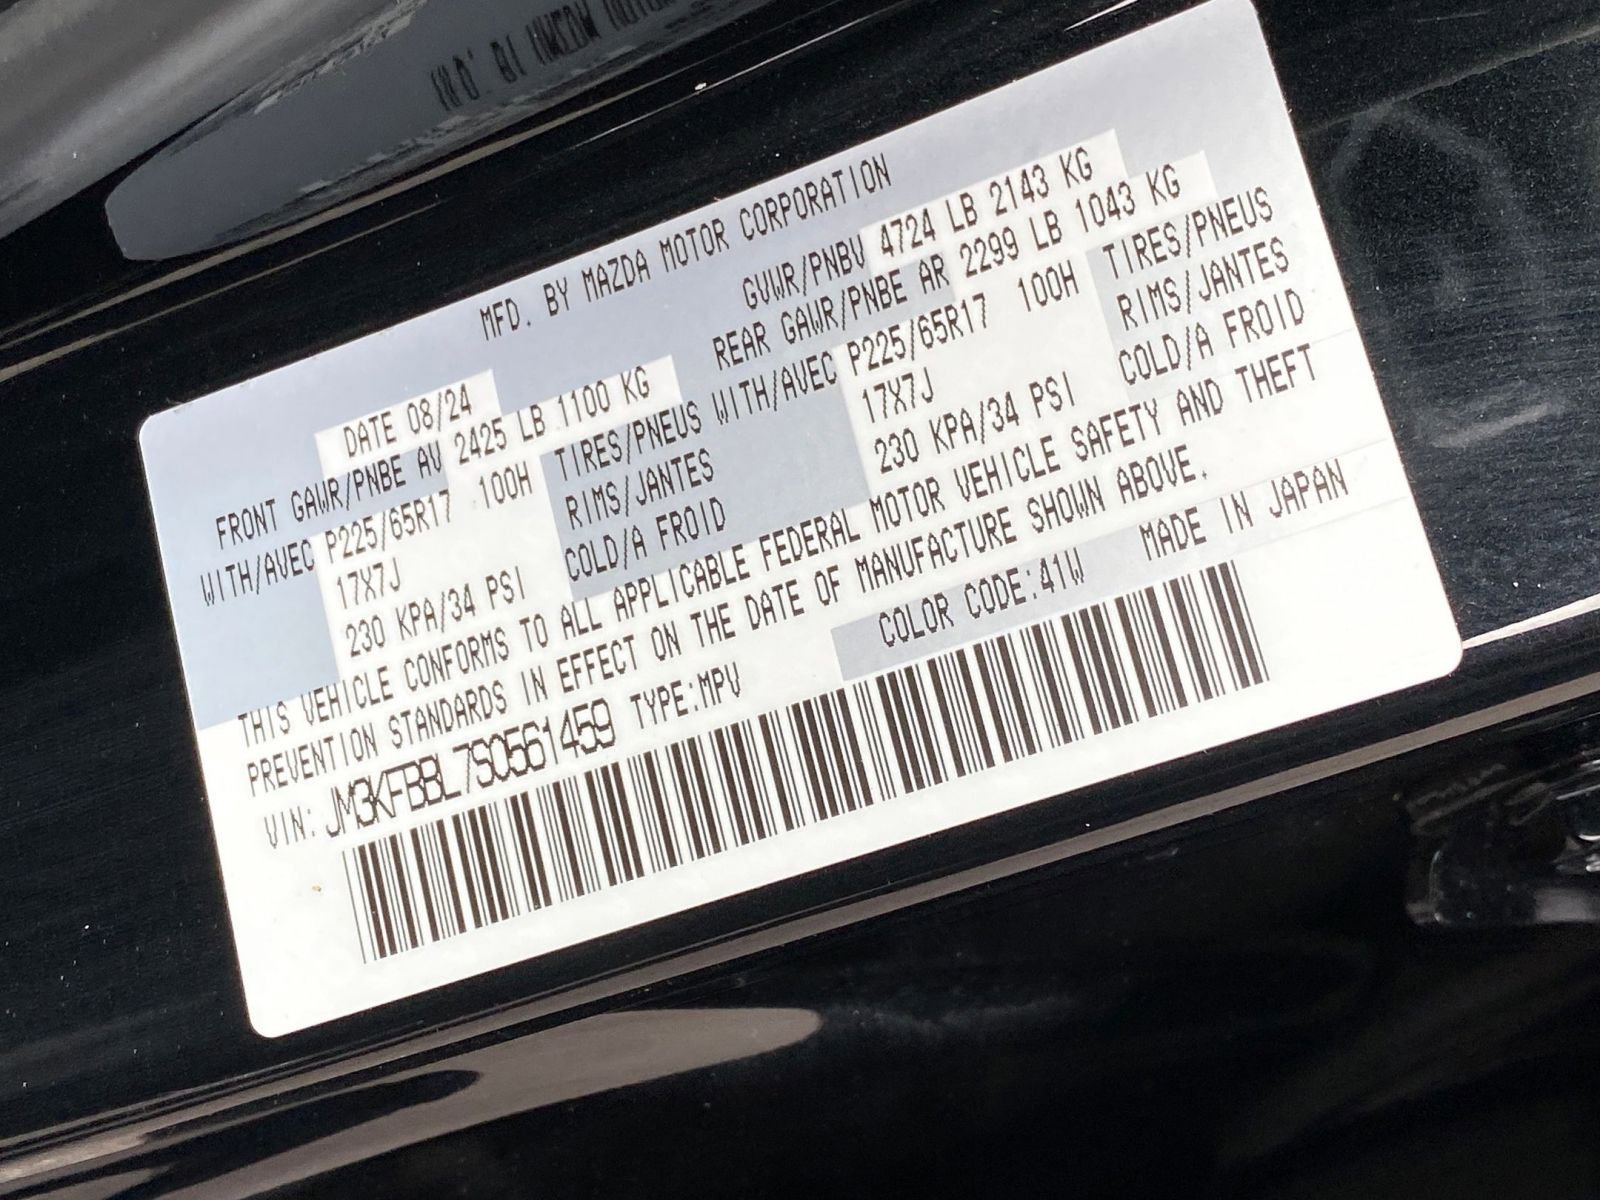 MFD. BY MAZDA MOTOR CORPORATION
DATE 08/24 GVWR/PNBV 4724 LB 2143 KG
FRONT GAWR/PNBE AV 2425 LB 1100 KG REAR GAWR/PNBE AR 2299 LB 1043 KG
WITH/AVEC P225/65R17 100H TIRES/PNEUS WITH/AVEC P225/65R17 100H TIRES/PNEUS
17X7J RIMS/JANTES 17X7J RIMS/JANTES
230 KPA/34 PSI COLD/A FROID 230 KPA/34 PSI COLD/A FROID
THIS VEHICLE CONFORMS TO ALL APPLICABLE FEDERAL MOTOR VEHICLE SAFETY AND THEFT
PREVENTION STANDARDS IN EFFECT ON THE DATE OF MANUFACTURE SHOWN ABOVE.
VIN: JM3KFBBL7S0561459 TYPE:MPV COLOR CODE:41W MADE IN JAPAN